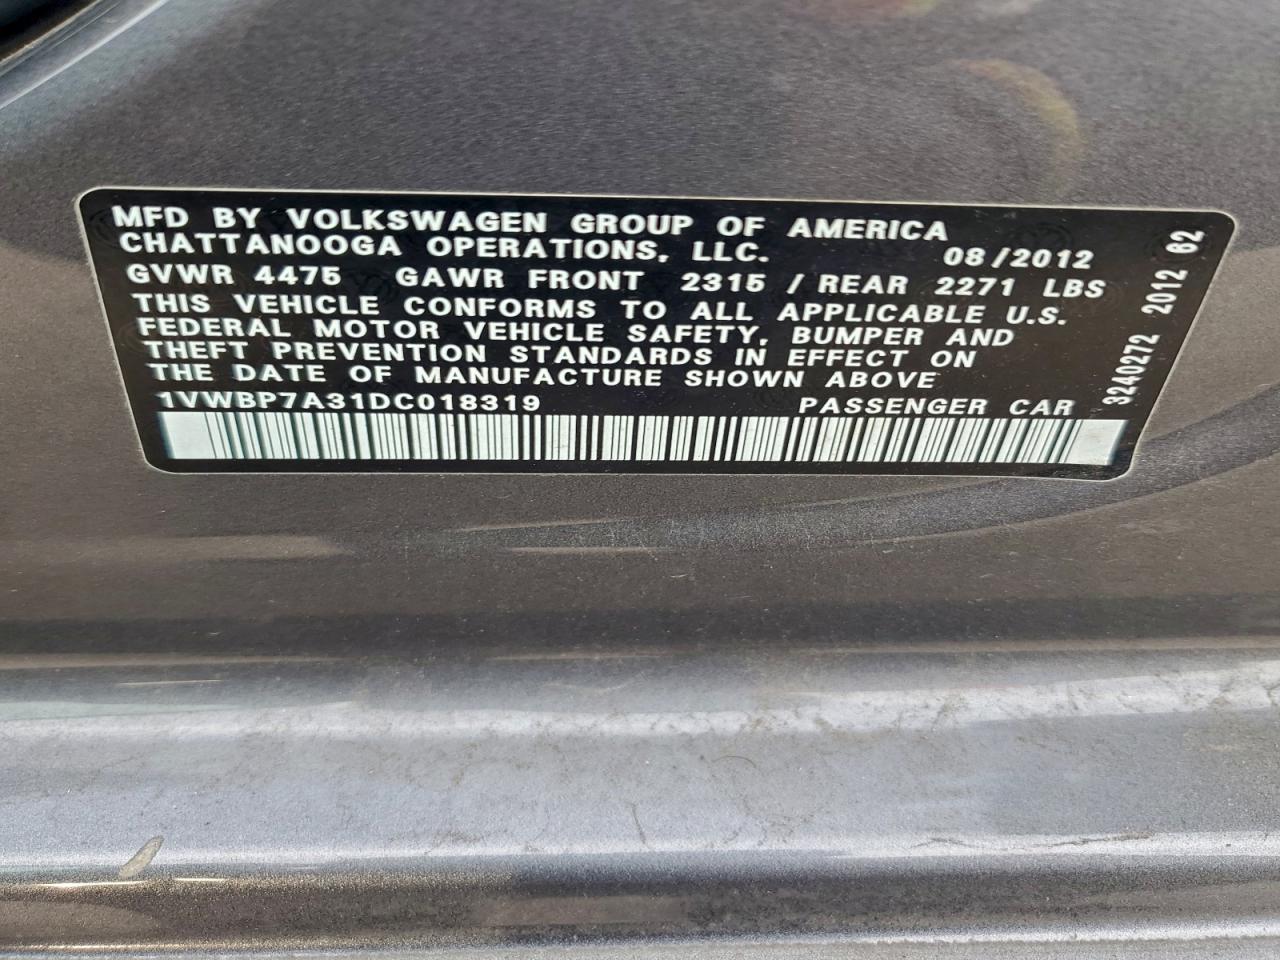 MFD BY VOLKSWAGEN GROUP OF AMERICA
CHATTANOOGA OPERATIONS, LLC. 08/2012
GVWR 4475 GAWR FRONT 2315 / REAR 2271 LBS
THIS VEHICLE CONFORMS TO ALL APPLICABLE U.S.
FEDERAL MOTOR VEHICLE SAFETY, BUMPER AND
THEFT PREVENTION STANDARDS IN EFFECT ON
THE DATE OF MANUFACTURE SHOWN ABOVE
1VWBP7A31DC018319 PASSENGER CAR
3240272 2012 62